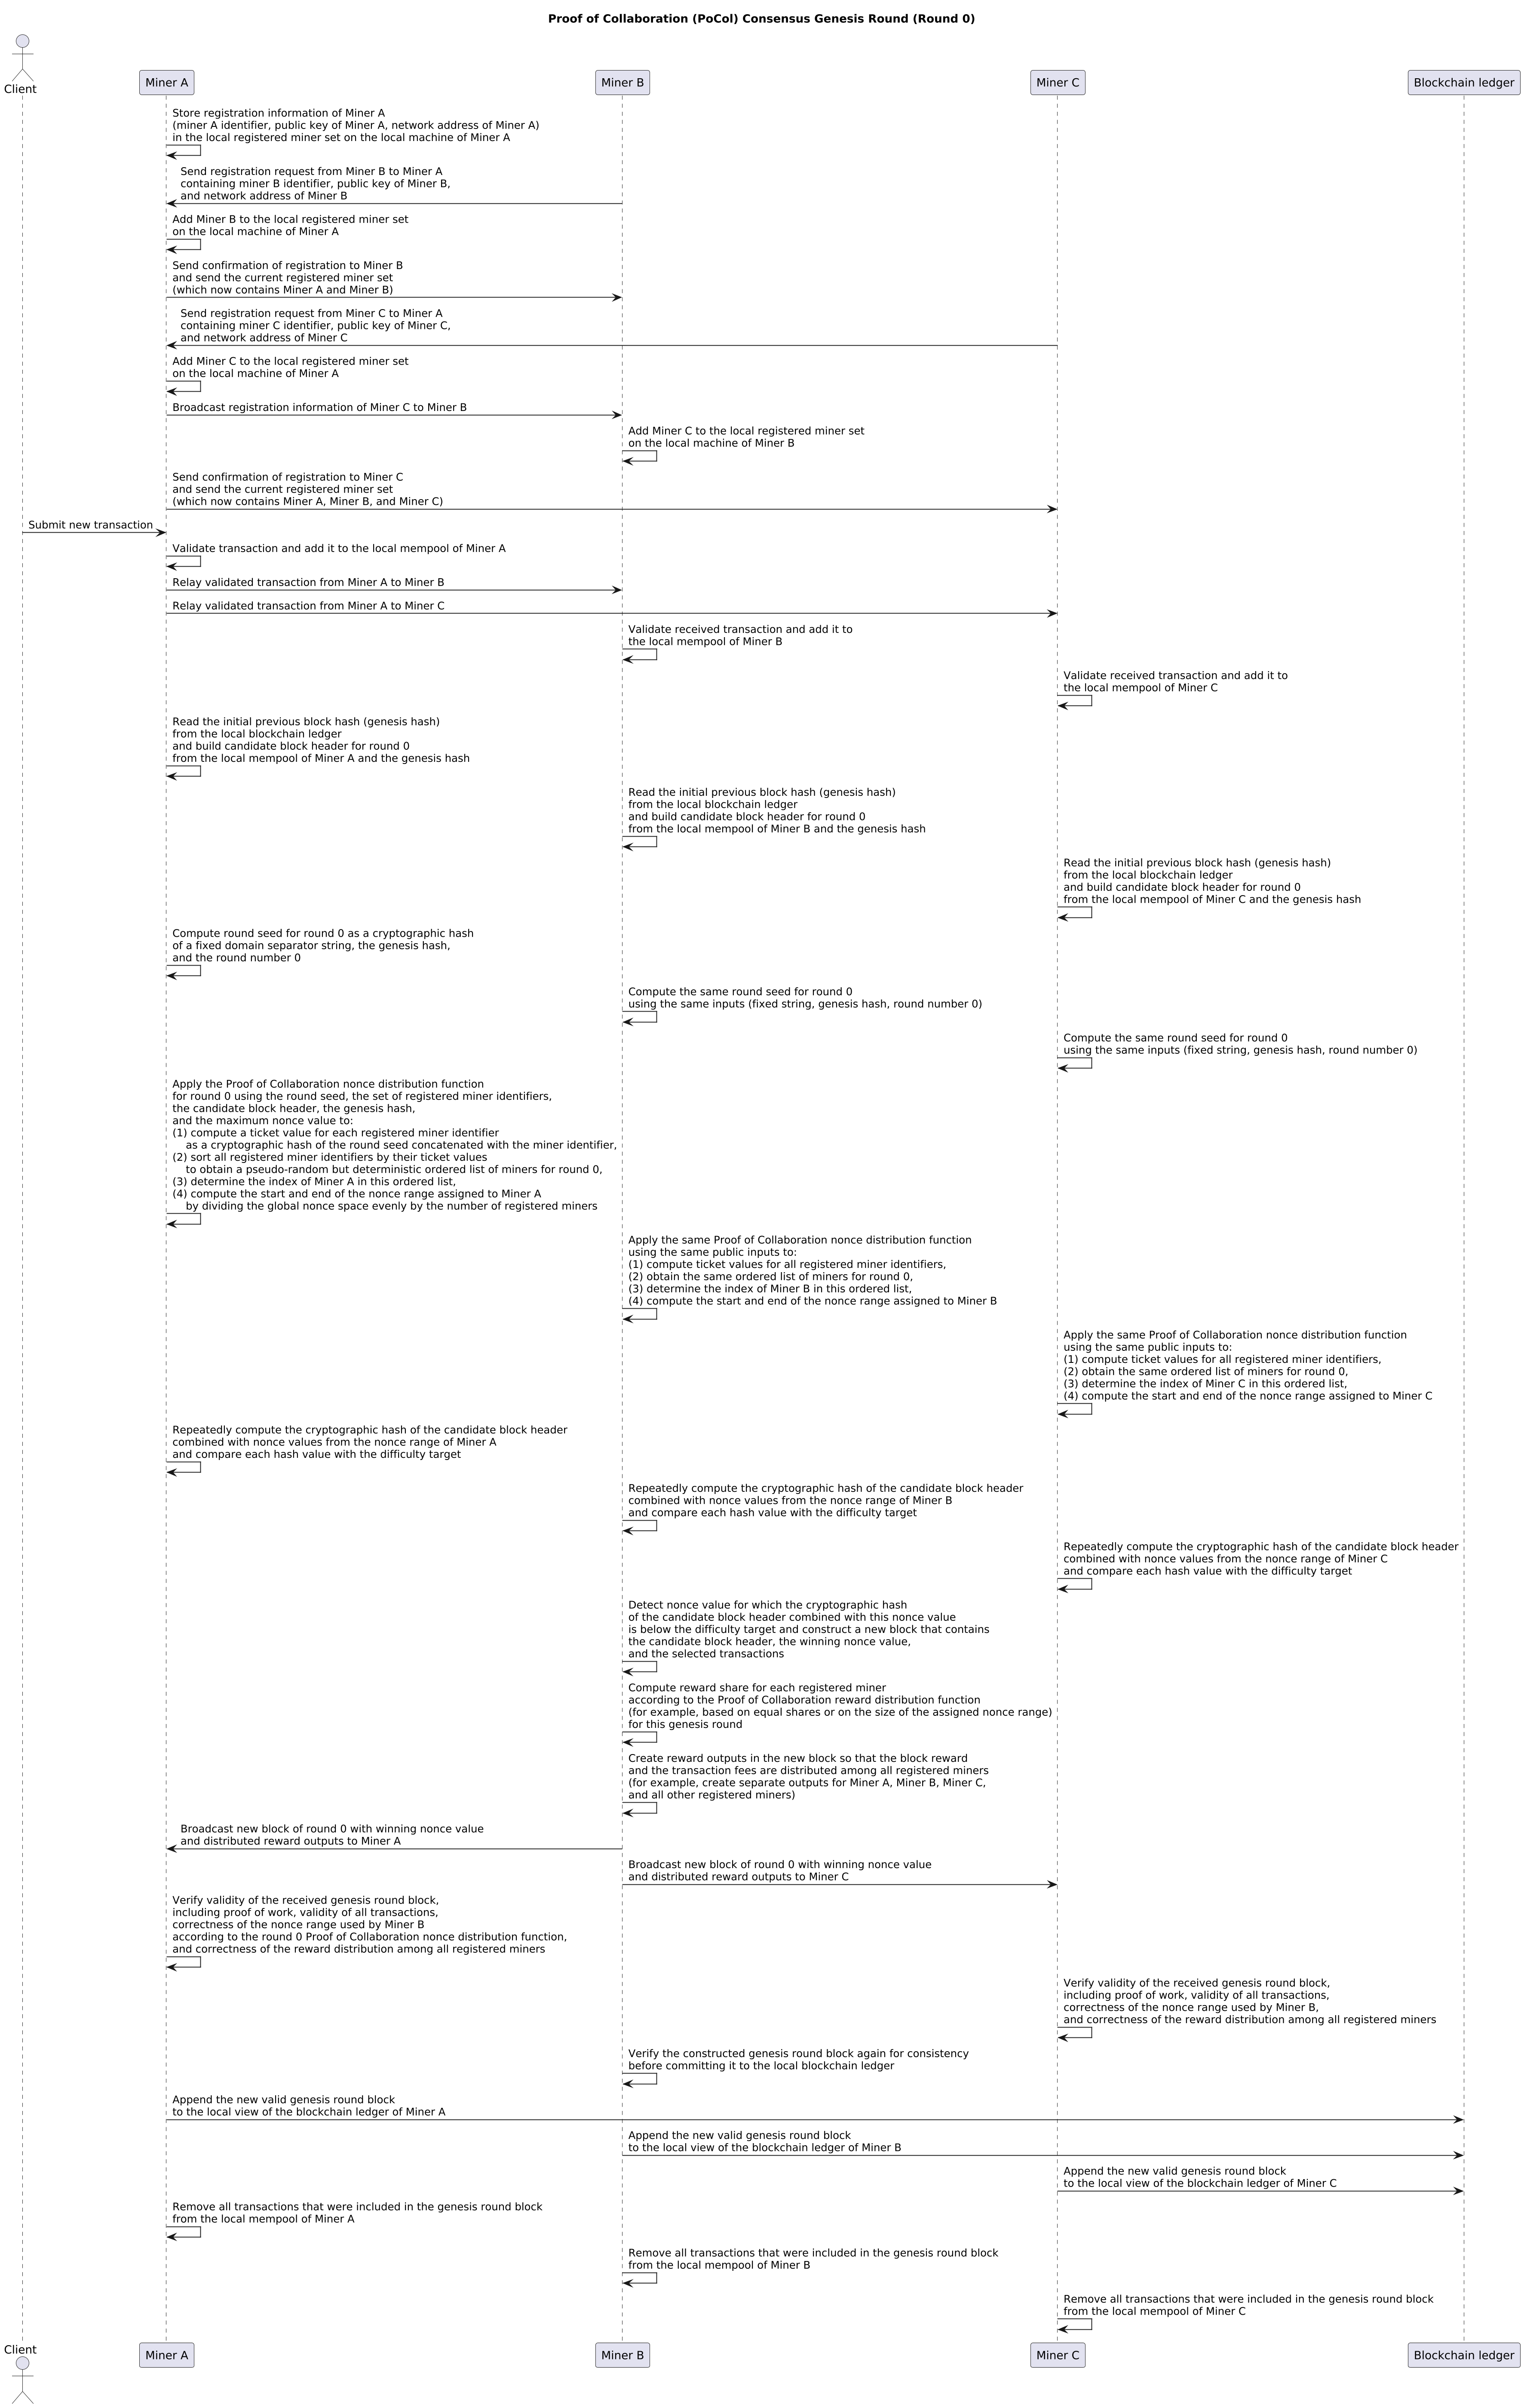 Proof of Collaboration (PoCol) Consensus Genesis Round (Round 0)
Client
Miner A
Miner B
Miner C
Blockchain ledger
Store registration information of Miner A
(miner A identifier, public key of Miner A, network address of Miner A)
in the local registered miner set on the local machine of Miner A
Send registration request from Miner B to Miner A
containing miner B identifier, public key of Miner B,
and network address of Miner B
Add Miner B to the local registered miner set
on the local machine of Miner A
Send confirmation of registration to Miner B
and send the current registered miner set
(which now contains Miner A and Miner B)
Send registration request from Miner C to Miner A
containing miner C identifier, public key of Miner C,
and network address of Miner C
Add Miner C to the local registered miner set
on the local machine of Miner A
Broadcast registration information of Miner C to Miner B
Add Miner C to the local registered miner set
on the local machine of Miner B
Send confirmation of registration to Miner C
and send the current registered miner set
(which now contains Miner A, Miner B, and Miner C)
Submit new transaction
Validate transaction and add it to the local mempool of Miner A
Relay validated transaction from Miner A to Miner B
Relay validated transaction from Miner A to Miner C
Validate received transaction and add it to
the local mempool of Miner B
Validate received transaction and add it to
the local mempool of Miner C
Read the initial previous block hash (genesis hash)
from the local blockchain ledger
and build candidate block header for round 0
from the local mempool of Miner A and the genesis hash
Read the initial previous block hash (genesis hash)
from the local blockchain ledger
and build candidate block header for round 0
from the local mempool of Miner B and the genesis hash
Read the initial previous block hash (genesis hash)
from the local blockchain ledger
and build candidate block header for round 0
from the local mempool of Miner C and the genesis hash
Compute round seed for round 0 as a cryptographic hash
of a fixed domain separator string, the genesis hash,
and the round number 0
Compute the same round seed for round 0
using the same inputs (fixed string, genesis hash, round number 0)
Compute the same round seed for round 0
using the same inputs (fixed string, genesis hash, round number 0)
Apply the Proof of Collaboration nonce distribution function
for round 0 using the round seed, the set of registered miner identifiers,
the candidate block header, the genesis hash,
and the maximum nonce value to:
(1) compute a ticket value for each registered miner identifier
as a cryptographic hash of the round seed concatenated with the miner identifier,
(2) sort all registered miner identifiers by their ticket values
to obtain a pseudo-random but deterministic ordered list of miners for round 0,
(3) determine the index of Miner A in this ordered list,
(4) compute the start and end of the nonce range assigned to Miner A
by dividing the global nonce space evenly by the number of registered miners
Apply the same Proof of Collaboration nonce distribution function
using the same public inputs to:
(1) compute ticket values for all registered miner identifiers,
(2) obtain the same ordered list of miners for round 0,
(3) determine the index of Miner B in this ordered list,
(4) compute the start and end of the nonce range assigned to Miner B
Apply the same Proof of Collaboration nonce distribution function
using the same public inputs to:
(1) compute ticket values for all registered miner identifiers,
(2) obtain the same ordered list of miners for round 0,
(3) determine the index of Miner C in this ordered list,
(4) compute the start and end of the nonce range assigned to Miner C
Repeatedly compute the cryptographic hash of the candidate block header
combined with nonce values from the nonce range of Miner A
and compare each hash value with the difficulty target
Repeatedly compute the cryptographic hash of the candidate block header
combined with nonce values from the nonce range of Miner B
and compare each hash value with the difficulty target
Repeatedly compute the cryptographic hash of the candidate block header
combined with nonce values from the nonce range of Miner C
and compare each hash value with the difficulty target
Detect nonce value for which the cryptographic hash
of the candidate block header combined with this nonce value
is below the difficulty target and construct a new block that contains
the candidate block header, the winning nonce value,
and the selected transactions
Compute reward share for each registered miner
according to the Proof of Collaboration reward distribution function
(for example, based on equal shares or on the size of the assigned nonce range)
for this genesis round
Create reward outputs in the new block so that the block reward
and the transaction fees are distributed among all registered miners
(for example, create separate outputs for Miner A, Miner B, Miner C,
and all other registered miners)
Broadcast new block of round 0 with winning nonce value
and distributed reward outputs to Miner A
Broadcast new block of round 0 with winning nonce value
and distributed reward outputs to Miner C
Verify validity of the received genesis round block,
including proof of work, validity of all transactions,
correctness of the nonce range used by Miner B
according to the round 0 Proof of Collaboration nonce distribution function,
and correctness of the reward distribution among all registered miners
Verify validity of the received genesis round block,
including proof of work, validity of all transactions,
correctness of the nonce range used by Miner B,
and correctness of the reward distribution among all registered miners
Verify the constructed genesis round block again for consistency
before committing it to the local blockchain ledger
Append the new valid genesis round block
to the local view of the blockchain ledger of Miner A
Append the new valid genesis round block
to the local view of the blockchain ledger of Miner B
Append the new valid genesis round block
to the local view of the blockchain ledger of Miner C
Remove all transactions that were included in the genesis round block
from the local mempool of Miner A
Remove all transactions that were included in the genesis round block
from the local mempool of Miner B
Remove all transactions that were included in the genesis round block
from the local mempool of Miner C
Client
Miner A
Miner B
Miner C
Blockchain ledger